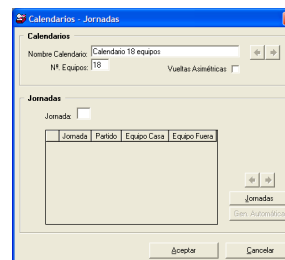 Calendarios - Jornadas
Calendarios
Nombre Calendario: Calendario 18 equipos
Nº. Equipos: 18
Vueltas Asimétricas
Jornadas
Jornada:
Jornada Partido Equipo Casa Equipo Fuera
Jornadas
Gen. Automática
Aceptar
Cancelar